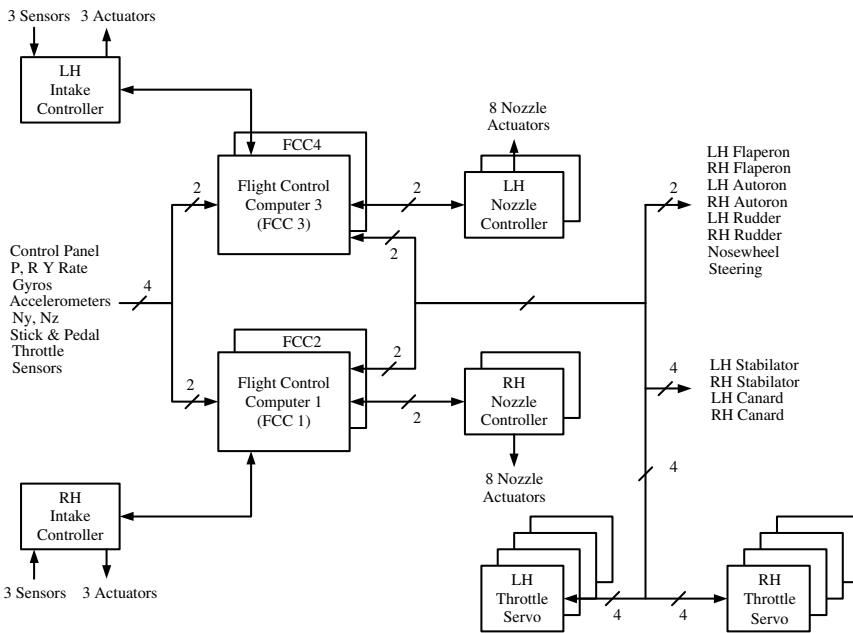 3 Sensors
3 Actuators
LH
Intake
Controller
8 Nozzle
Actuators
FCC4
Flight Control
Computer 3
(FCC 3)
2
2
2
LH
Nozzle
Controller
2
LH Flaperon
RH Flaperon
LH Autoron
RH Autoron
LH Rudder
RH Rudder
Nosewheel
Steering
Control Panel
P, R Y Rate
Gyros
Accelerometers
Ny, Nz
Stick & Pedal
Throttle
Sensors
4
FCC2
Flight Control
Computer 1
(FCC 1)
2
2
2
RH
Nozzle
Controller
8 Nozzle
Actuators
4
LH Stabilator
RH Stabilator
LH Canard
RH Canard
4
RH
Intake
Controller
3 Sensors
3 Actuators
LH
Throttle
Servo
4
4
RH
Throttle
Servo